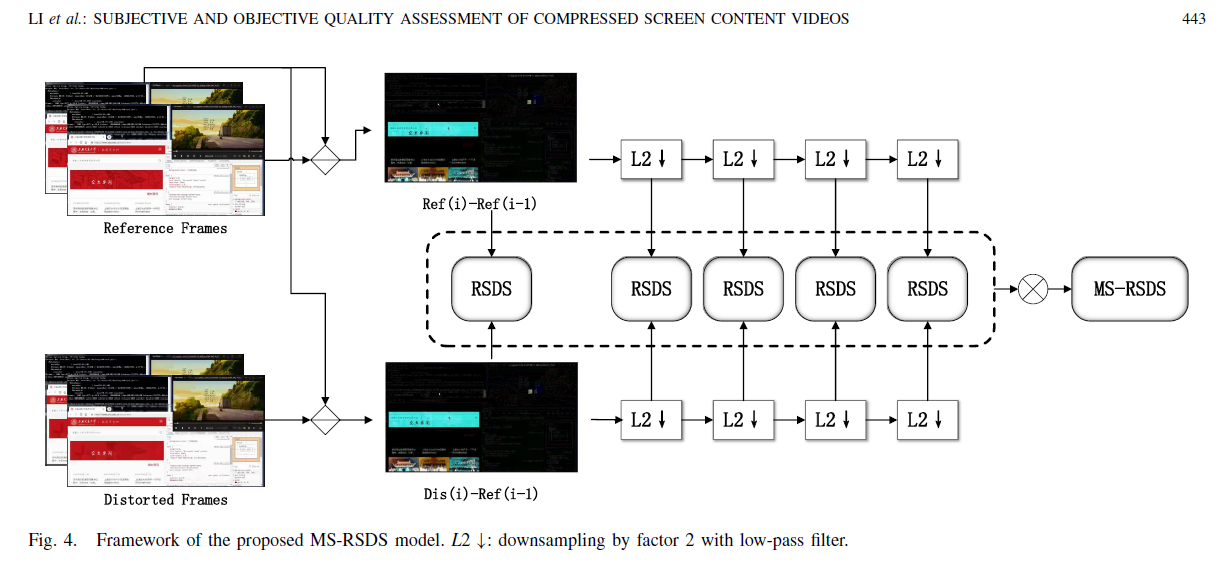 LI et al.: SUBJECTIVE AND OBJECTIVE QUALITY ASSESSMENT OF COMPRESSED SCREEN CONTENT VIDEOS 443
Reference Frames
Ref(i)-Ref(i-1)
L2 ↓ L2 ↓ L2 ↓ L2 ↓
RSDS RSDS RSDS RSDS RSDS MS-RSDS
L2 ↓ L2 ↓ L2 ↓ L2 ↓
Distorted Frames
Dis(i)-Ref(i-1)
Fig. 4. Framework of the proposed MS-RSDS model. L2 ↓: downsampling by factor 2 with low-pass filter.